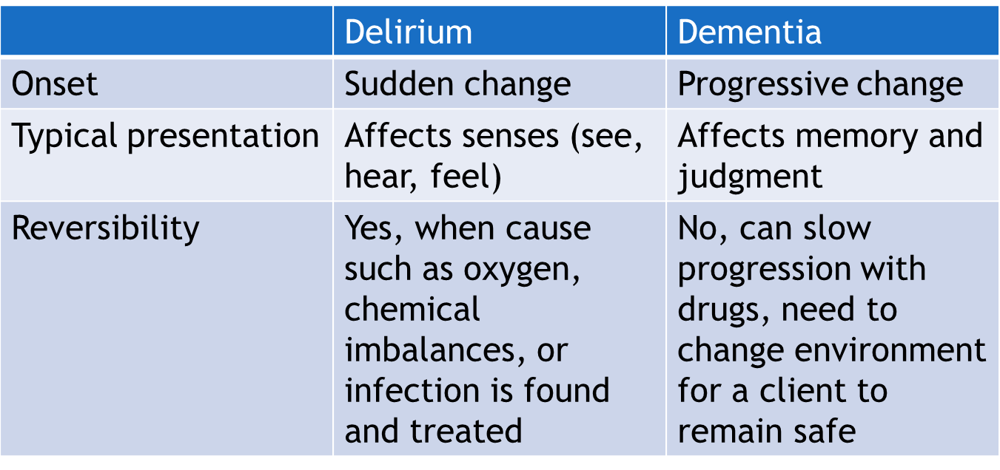 Delirium
Dementia
Onset
Sudden change
Progressive change
Typical presentation
Affects senses (see,
hear, feel)
Affects memory and
judgment
Reversibility
Yes, when cause
such as oxygen,
chemical
imbalances, or
infection is found
and treated
No, can slow
progression with
drugs, need to
change environment
for a client to
remain safe